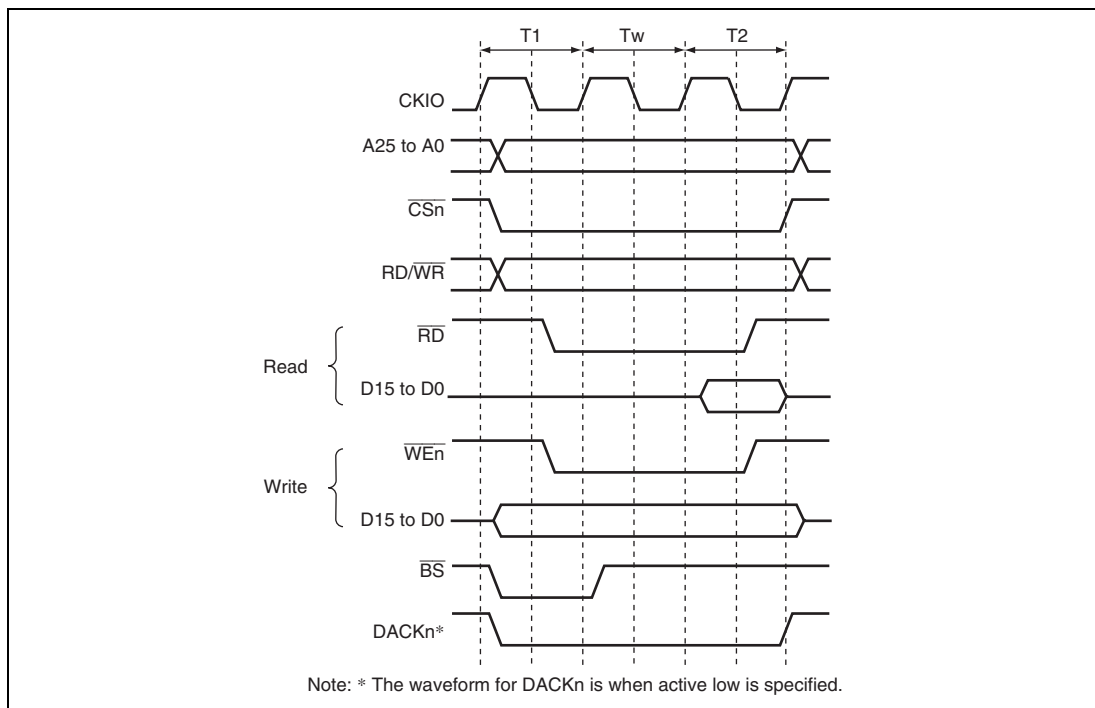 T1 Tw T2
CKIO
A25 to A0
CSn
RD/WR
RD
Read
D15 to D0
WEn
Write
D15 to D0
BS
DACKn*
Note: * The waveform for DACKn is when active low is specified.